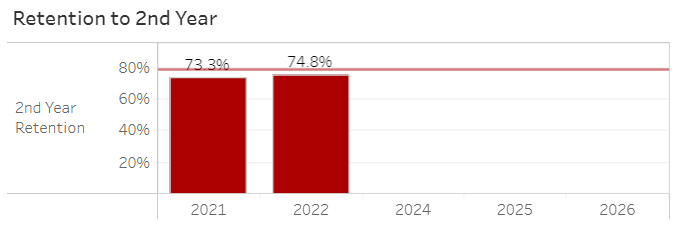 Retention to 2nd Year
80%
60%
40%
20%
2nd Year
Retention
73.3%
74.8%
2021 2022 2024 2025 2026